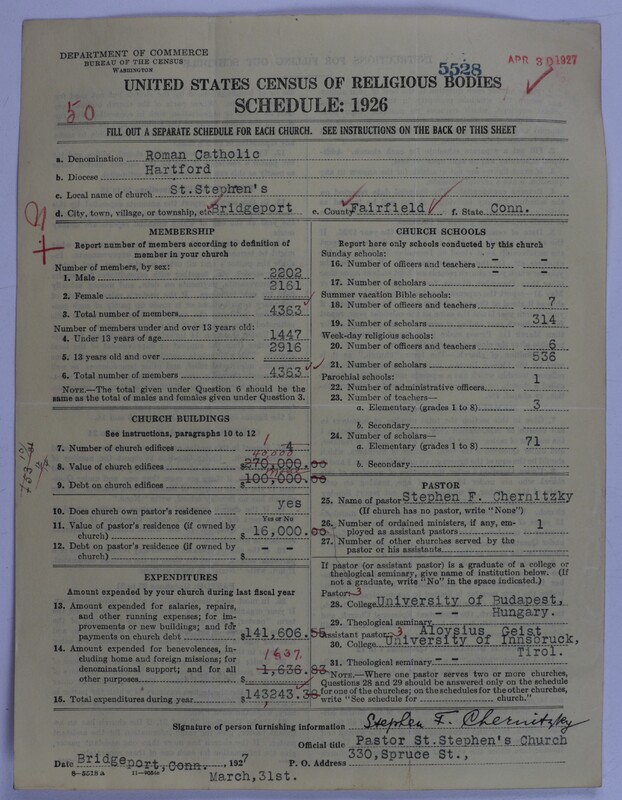 DEPARTMENT OF COMMERCE
BUREAU OF THE CENSUS
WASHINGTON
5528
APR 30 1927
UNITED STATES CENSUS OF RELIGIOUS BODIES
SCHEDULE: 1926
50
FILL OUT A SEPARATE SCHEDULE FOR EACH CHURCH. SEE INSTRUCTIONS ON THE BACK OF THIS SHEET
a. Denomination Roman Catholic
b. Diocese Hartford
c. Local name of church St.Stephen's
d. City, town, village, or township, etc. Bridgeport e. County Fairfield f. State Conn.
MEMBERSHIP
Report number of members according to definition of
member in your church
Number of members, by sex:
1. Male 2202
2. Female 2161
3. Total number of members 4363
Number of members under and over 13 years old:
4. Under 13 years of age 1447
5. 13 years old and over 2916
6. Total number of members 4363
NOTE.—The total given under Question 6 should be the
same as the total of males and females given under Question 3.
CHURCH BUILDINGS
See instructions, paragraphs 10 to 12
1
7. Number of church edifices 4
8. Value of church edifices $270,000.00
9. Debt on church edifices $100,000.00
10. Does church own pastor's residence yes
Yes or No
11. Value of pastor's residence (if owned by
church) $16,000.00
12. Debt on pastor's residence (if owned by
church) $ - -
EXPENDITURES
Amount expended by your church during last fiscal year
13. Amount expended for salaries, repairs,
and other running expenses; for im-
provements or new buildings; and for
payments on church debt $141,606.
14. Amount expended for benevolences, in-
cluding home and foreign missions; for
denominational support; and for all
other purposes $1,636.82
1637.
15. Total expenditures during year $143243.38
CHURCH SCHOOLS
Report here only schools conducted by this church
Sunday schools:
16. Number of officers and teachers - -
17. Number of scholars - -
Summer vacation Bible schools:
18. Number of officers and teachers 7
19. Number of scholars 314
Week-day religious schools:
20. Number of officers and teachers 6
21. Number of scholars 536
Parochial schools:
22. Number of administrative officers 1
23. Number of teachers—
a. Elementary (grades 1 to 8) 3
b. Secondary
24. Number of scholars—
a. Elementary (grades 1 to 8) 71
b. Secondary
PASTOR
25. Name of pastor Stephen F. Chernitzky
(If church has no pastor, write "None")
26. Number of ordained ministers, if any, em-
ployed as assistant pastors 1
27. Number of other churches served by the
pastor or his assistants
If pastor (or assistant pastor) is a graduate of a college or
theological seminary, give name of institution below. (If
not a graduate, write "No" in the space indicated.)
Pastor: 3
28. College University of Budapest,
Hungary.
29. Theological seminary - -
Assistant pastor: 3 Aloysius Geist
30. College University of Innsbruck,
Tirol.
31. Theological seminary - -
NOTE.—Where one pastor serves two or more churches,
Questions 28 and 29 should be answered only on the schedule
for one of the churches; on the schedules for the other churches,
write "See schedule for ........ church."
Signature of person furnishing information Stephen F. Chernitzky
Official title Pastor St.Stephen's Church
Date Bridgeport, Conn. , 1927 P. O. Address 330, Spruce St.,
March, 31st.
8—5518 A